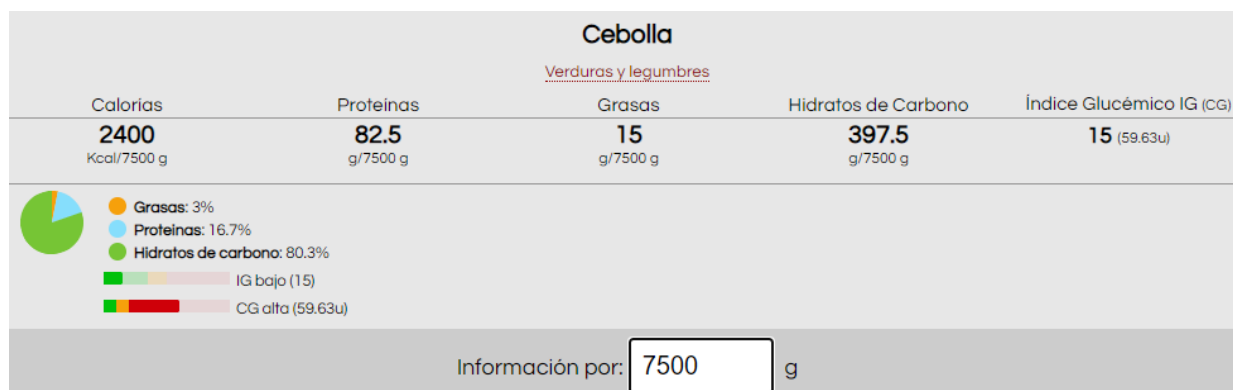 Cebolla
Verduras y legumbres
Calorías Proteinas Grasas Hidratos de Carbono Índice Glucémico IG (CG)
2400 82.5 15 397.5 15 (59.63u)
Kcal/7500 g g/7500 g g/7500 g g/7500 g
Grasas: 3%
Proteinas: 16.7%
Hidratos de carbono: 80.3%
IG bajo (15)
CG alta (59.63u)
Información por: 7500 g